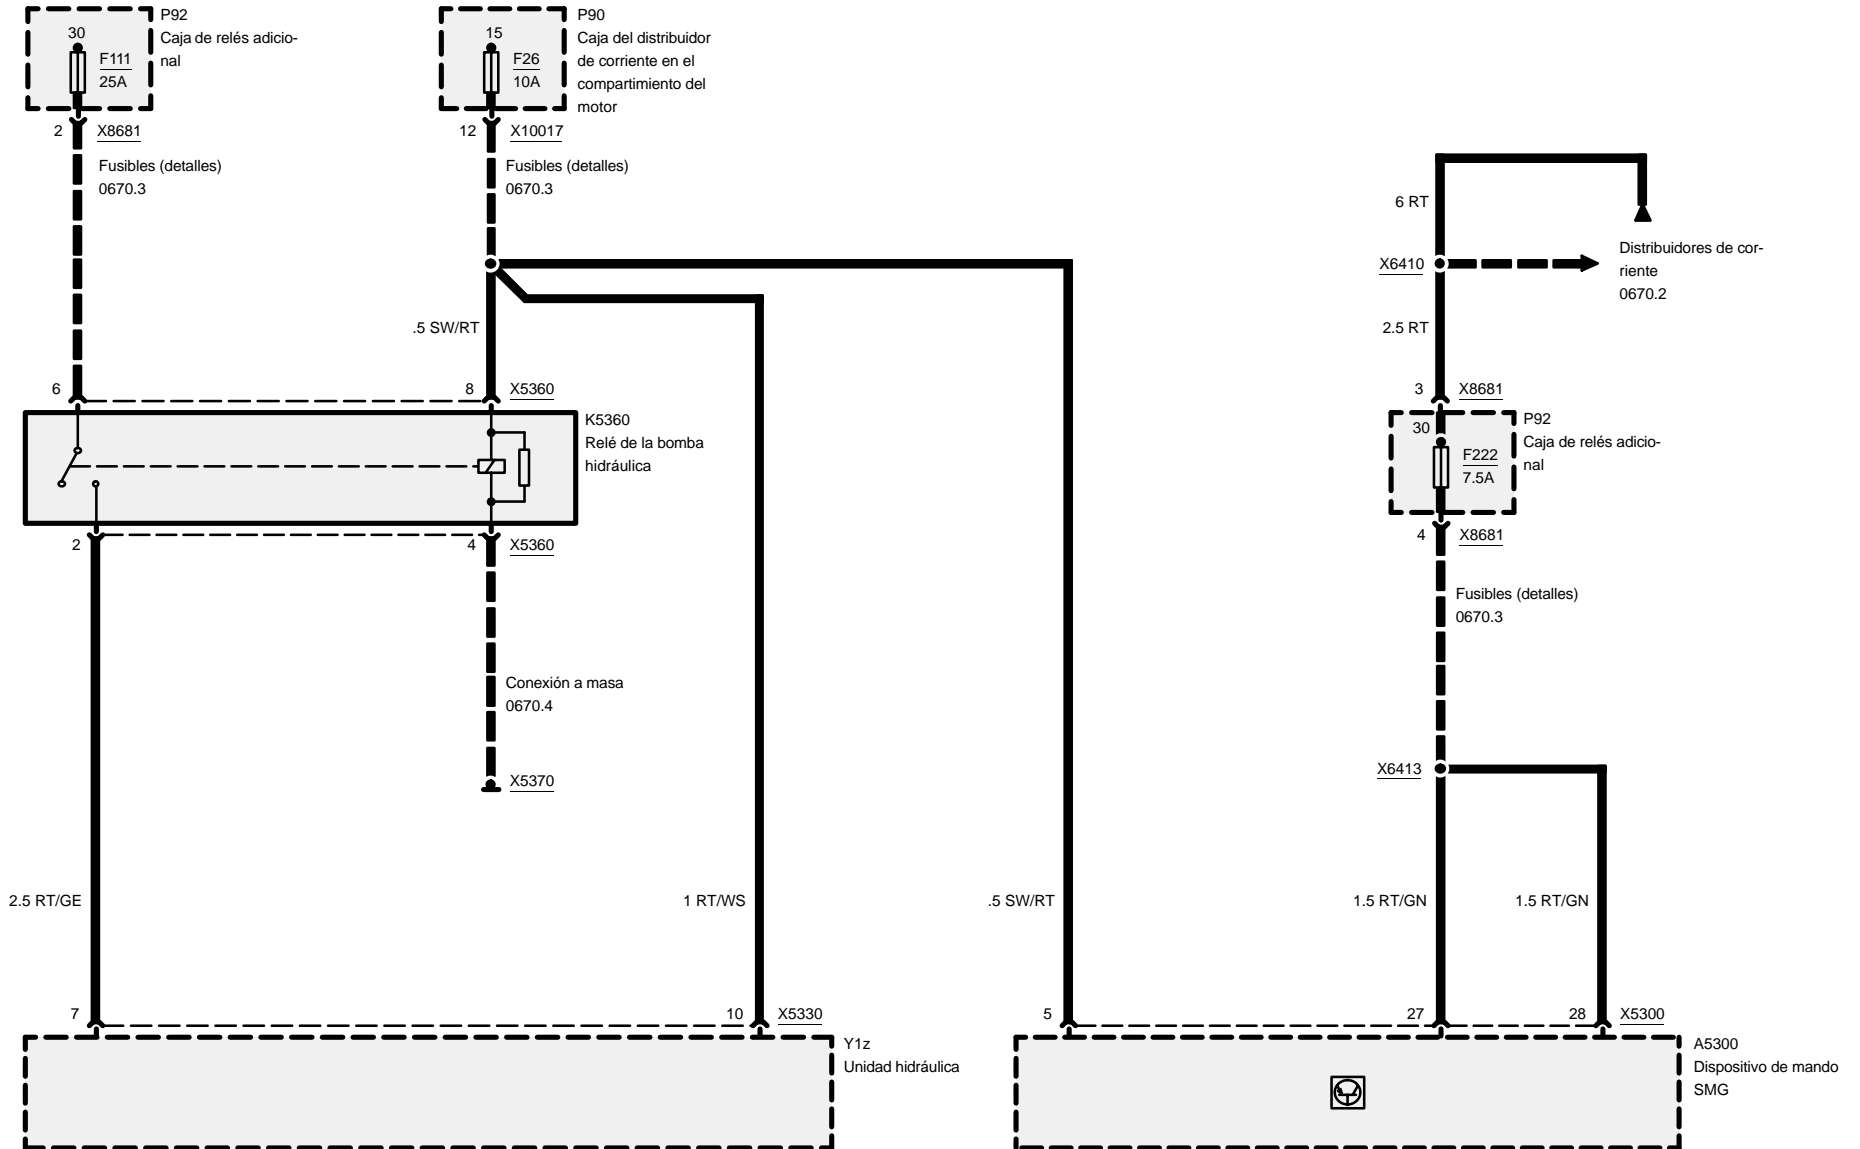 P92
Caja de relés adicio-
nal
30
F111
25A
2
X8681
Fusibles (detalles)
0670.3
P90
Caja del distribuidor
de corriente en el
compartimiento del
motor
15
F26
10A
12
X10017
Fusibles (detalles)
0670.3
6 RT
X6410
Distribuidores de cor-
riente
0670.2
.5 SW/RT
2.5 RT
6
8
X5360
3
X8681
K5360
Relé de la bomba
hidráulica
P92
Caja de relés adicio-
nal
30
F222
7.5A
2
4
X5360
4
X8681
Fusibles (detalles)
0670.3
Conexión a masa
0670.4
X5370
X6413
2.5 RT/GE
1 RT/WS
.5 SW/RT
1.5 RT/GN
1.5 RT/GN
7
10
X5330
5
27
28
X5300
Y1z
Unidad hidráulica
A5300
Dispositivo de mando
SMG